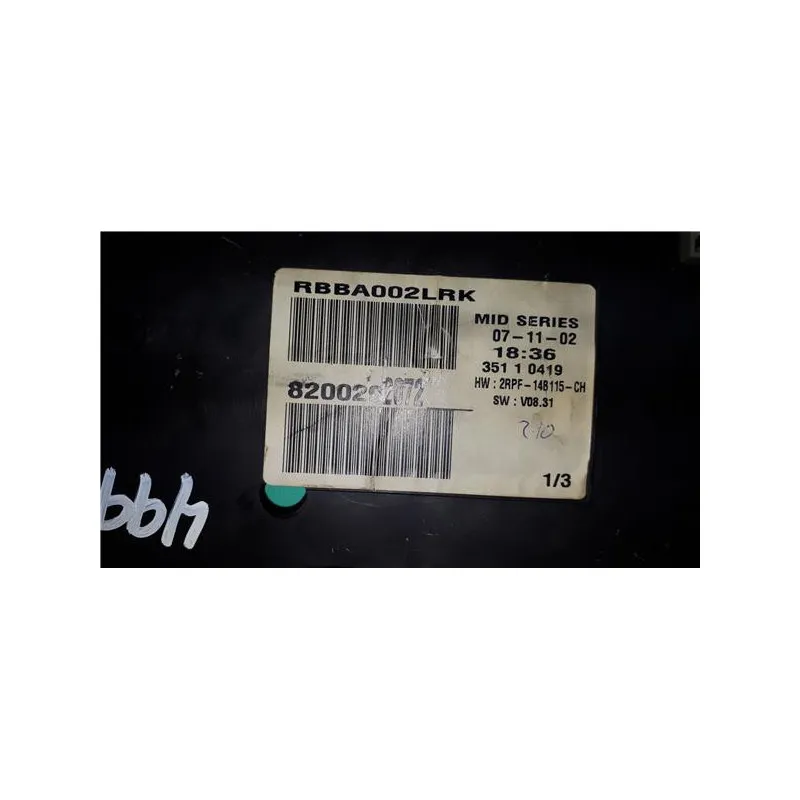 RBBA002LRK
MID SERIES
07-11-02
18:36
351 1 0419
HW : 2RPF-148115-CH
SW : V08.31
1/3